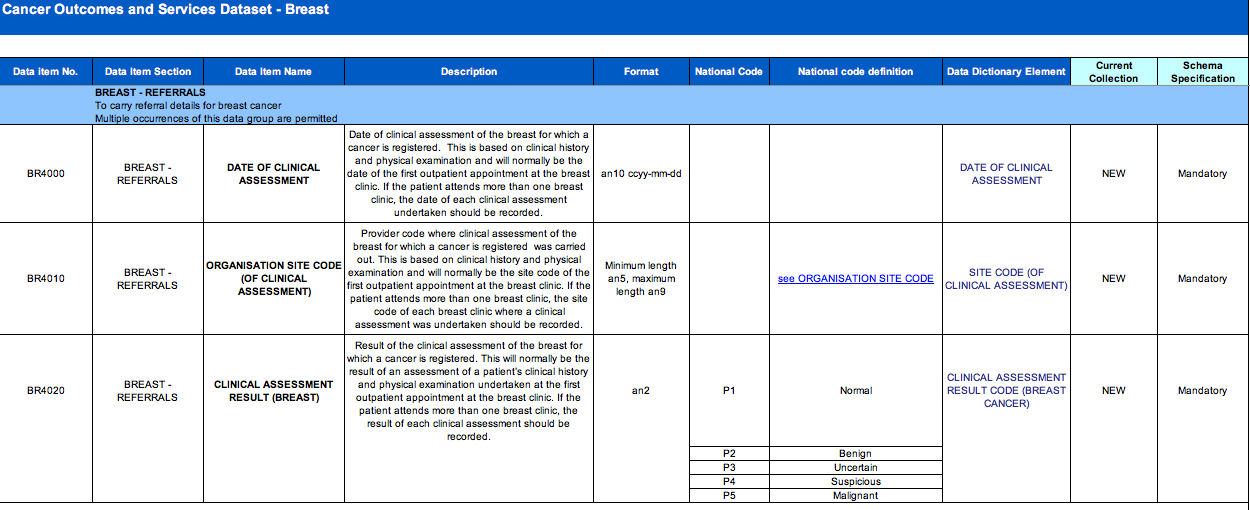 Cancer Outcomes and Services Dataset - Breast
Data item No.
Data Item Section
Data Item Name
Description
Format
National Code
National code definition
Data Dictionary Element
Current
Collection
Schema
Specification
BREAST - REFERRALS
To carry referral details for breast cancer
Multiple occurrences of this data group are permitted
BR4000
BREAST -
REFERRALS
DATE OF CLINICAL
ASSESSMENT
Date of clinical assessment of the breast for which a
cancer is registered. This is based on clinical history
and physical examination and will normally be the
date of the first outpatient appointment at the breast
clinic. If the patient attends more than one breast
clinic, the date of each clinical assessment
undertaken should be recorded.
an10 ccyy-mm-dd
DATE OF CLINICAL
ASSESSMENT
NEW
Mandatory
BR4010
BREAST -
REFERRALS
ORGANISATION SITE CODE
(OF CLINICAL
ASSESSMENT)
Provider code where clinical assessment of the
breast for which a cancer is registered was carried
out. This is based on clinical history and physical
examination and will normally be the site code of the
first outpatient appointment at the breast clinic. If the
patient attends more than one breast clinic, the site
code of each breast clinic where a clinical
assessment was undertaken should be recorded.
Minimum length
an5, maximum
length an9
see ORGANISATION SITE CODE
SITE CODE (OF
CLINICAL ASSESSMENT)
NEW
Mandatory
BR4020
BREAST -
REFERRALS
CLINICAL ASSESSMENT
RESULT (BREAST)
Result of the clinical assessment of the breast for
which a cancer is registered. This will normally be the
result of an assessment of a patient's clinical history
and physical examination undertaken at the first
outpatient appointment at the breast clinic. If the
patient attends more than one breast clinic, the
result of each clinical assessment should be
recorded.
an2
P1
Normal
CLINICAL ASSESSMENT
RESULT CODE (BREAST
CANCER)
NEW
Mandatory
P2
Benign
P3
Uncertain
P4
Suspicious
P5
Malignant